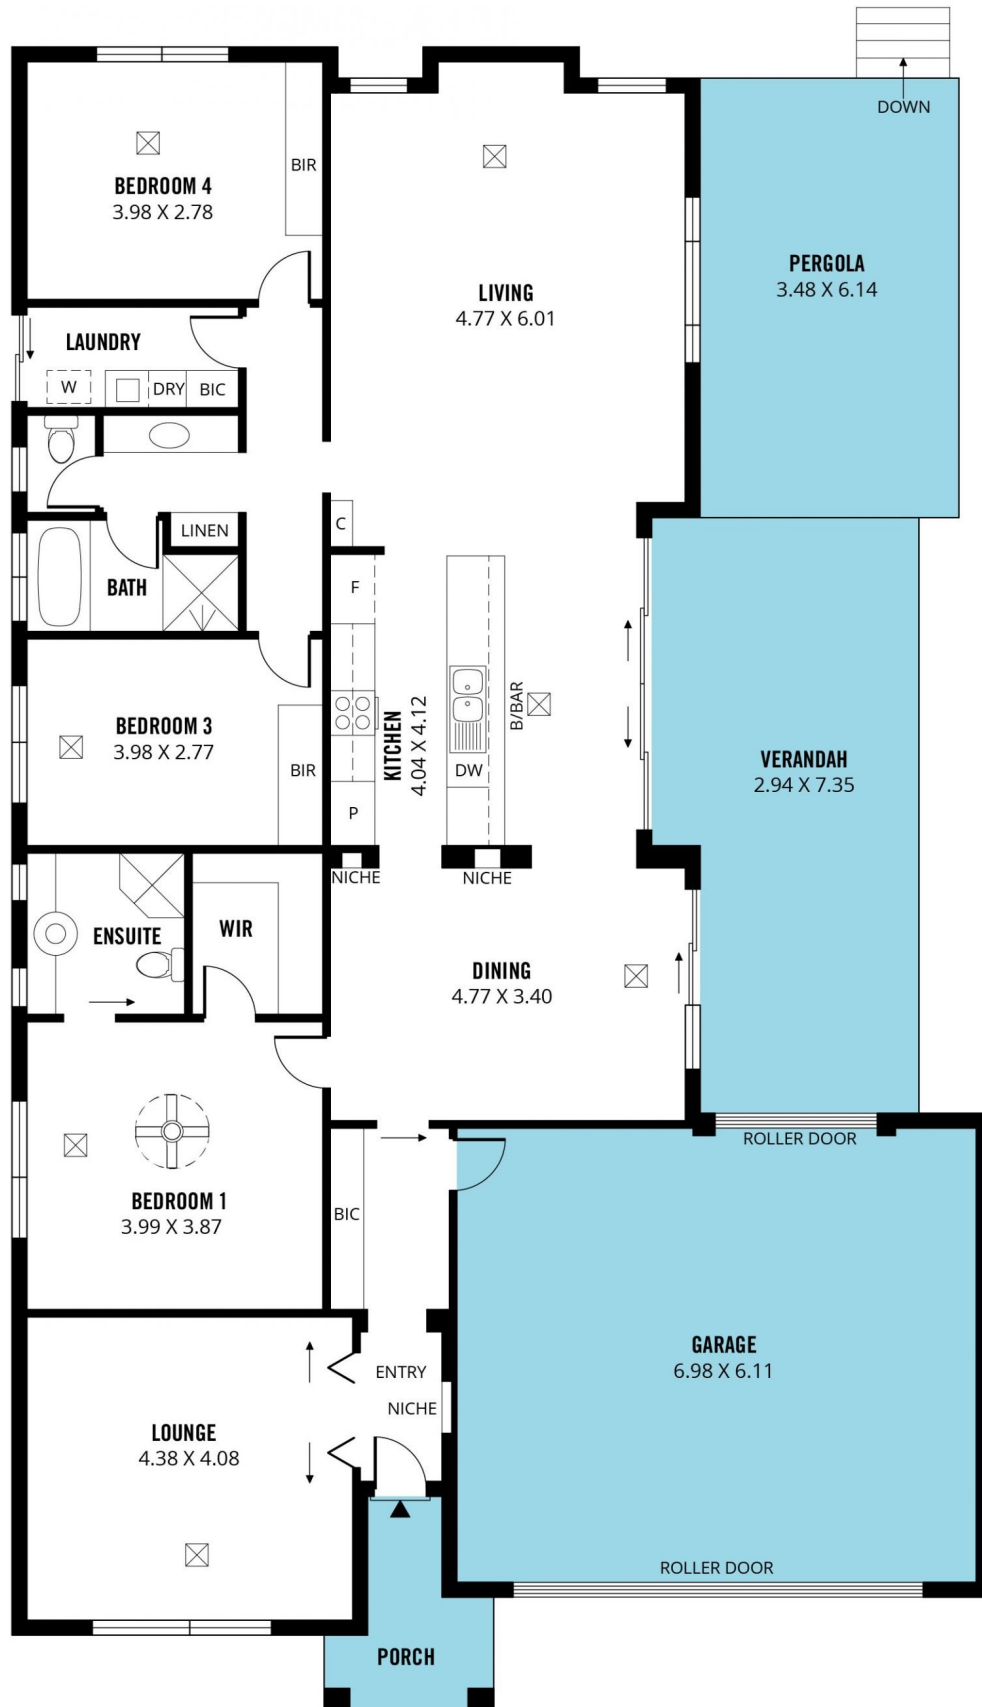 DOWN
BIR
BEDROOM 4
3.98 X 2.78
PERGOLA
3.48 X 6.14
LIVING
4.77 X 6.01
LAUNDRY
W
DRY
BIC
C
LINEN
BATH
F
B/BAR
KITCHEN
4.04 X 4.12
BEDROOM 3
3.98 X 2.77
BIR
DW
P
VERANDAH
2.94 X 7.35
NICHE
NICHE
WIR
ENSUITE
DINING
4.77 X 3.40
ROLLER DOOR
BEDROOM 1
3.99 X 3.87
BIC
GARAGE
6.98 X 6.11
ENTRY
NICHE
LOUNGE
4.38 X 4.08
ROLLER DOOR
PORCH